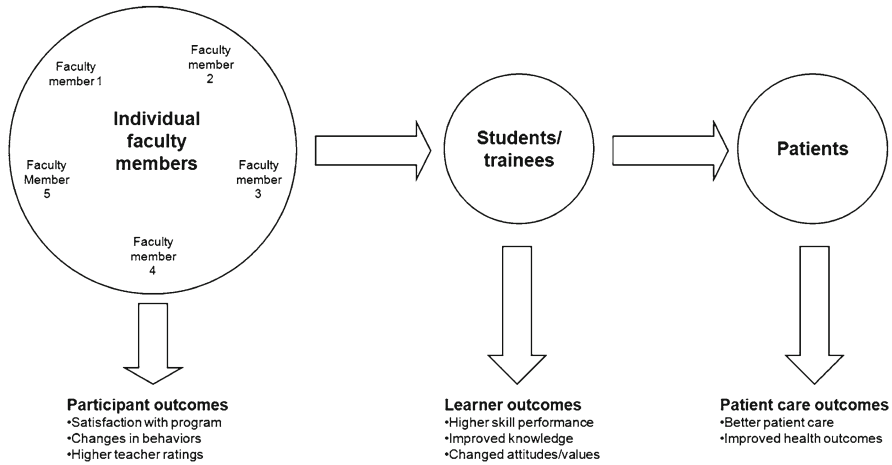 Faculty
member 1
Faculty
member
2
Individual
faculty
members
Faculty
Member
5
Faculty
member
3
Faculty
member
4
Students/
trainees
Patients
Participant outcomes
•Satisfaction with program
•Changes in behaviors
•Higher teacher ratings
Learner outcomes
•Higher skill performance
•Improved knowledge
•Changed attitudes/values
Patient care outcomes
•Better patient care
•Improved health outcomes